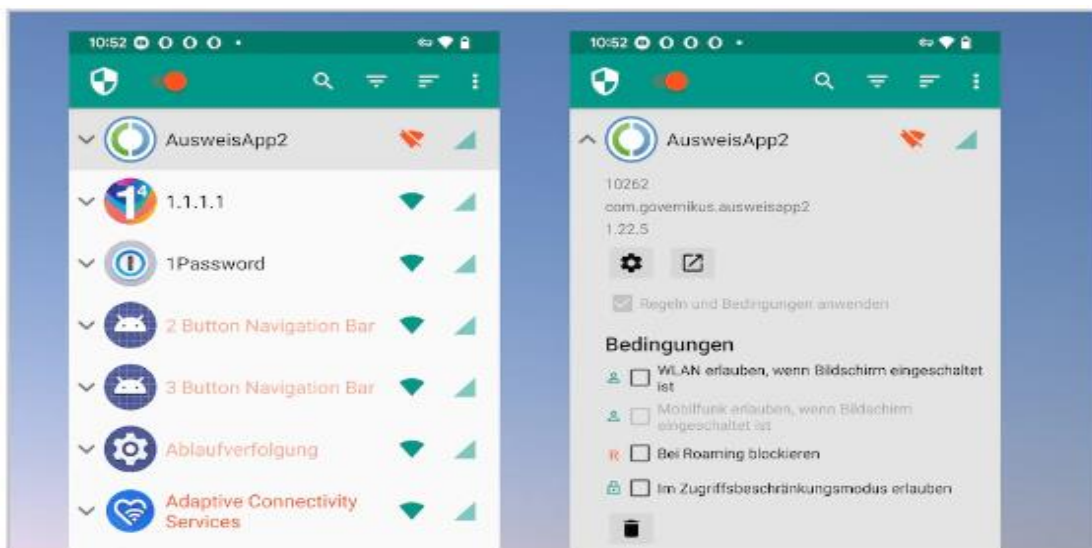 10:52
AusweisApp2
1.1.1.1
1Password
2 Button Navigation Bar
3 Button Navigation Bar
Ablaufverfolgung
Adaptive Connectivity
Services
10:52
AusweisApp2
10262
com.governikus.ausweisapp2
1.22.5
Regeln und Bedingungen anwenden
Bedingungen
WLAN erlauben, wenn Bildschirm eingeschaltet
ist
Mobilfunk erlauben, wenn Bildschirm
eingeschaltet ist
R Bei Roaming blockieren
Im Zugriffsbeschränkungsmodus erlauben